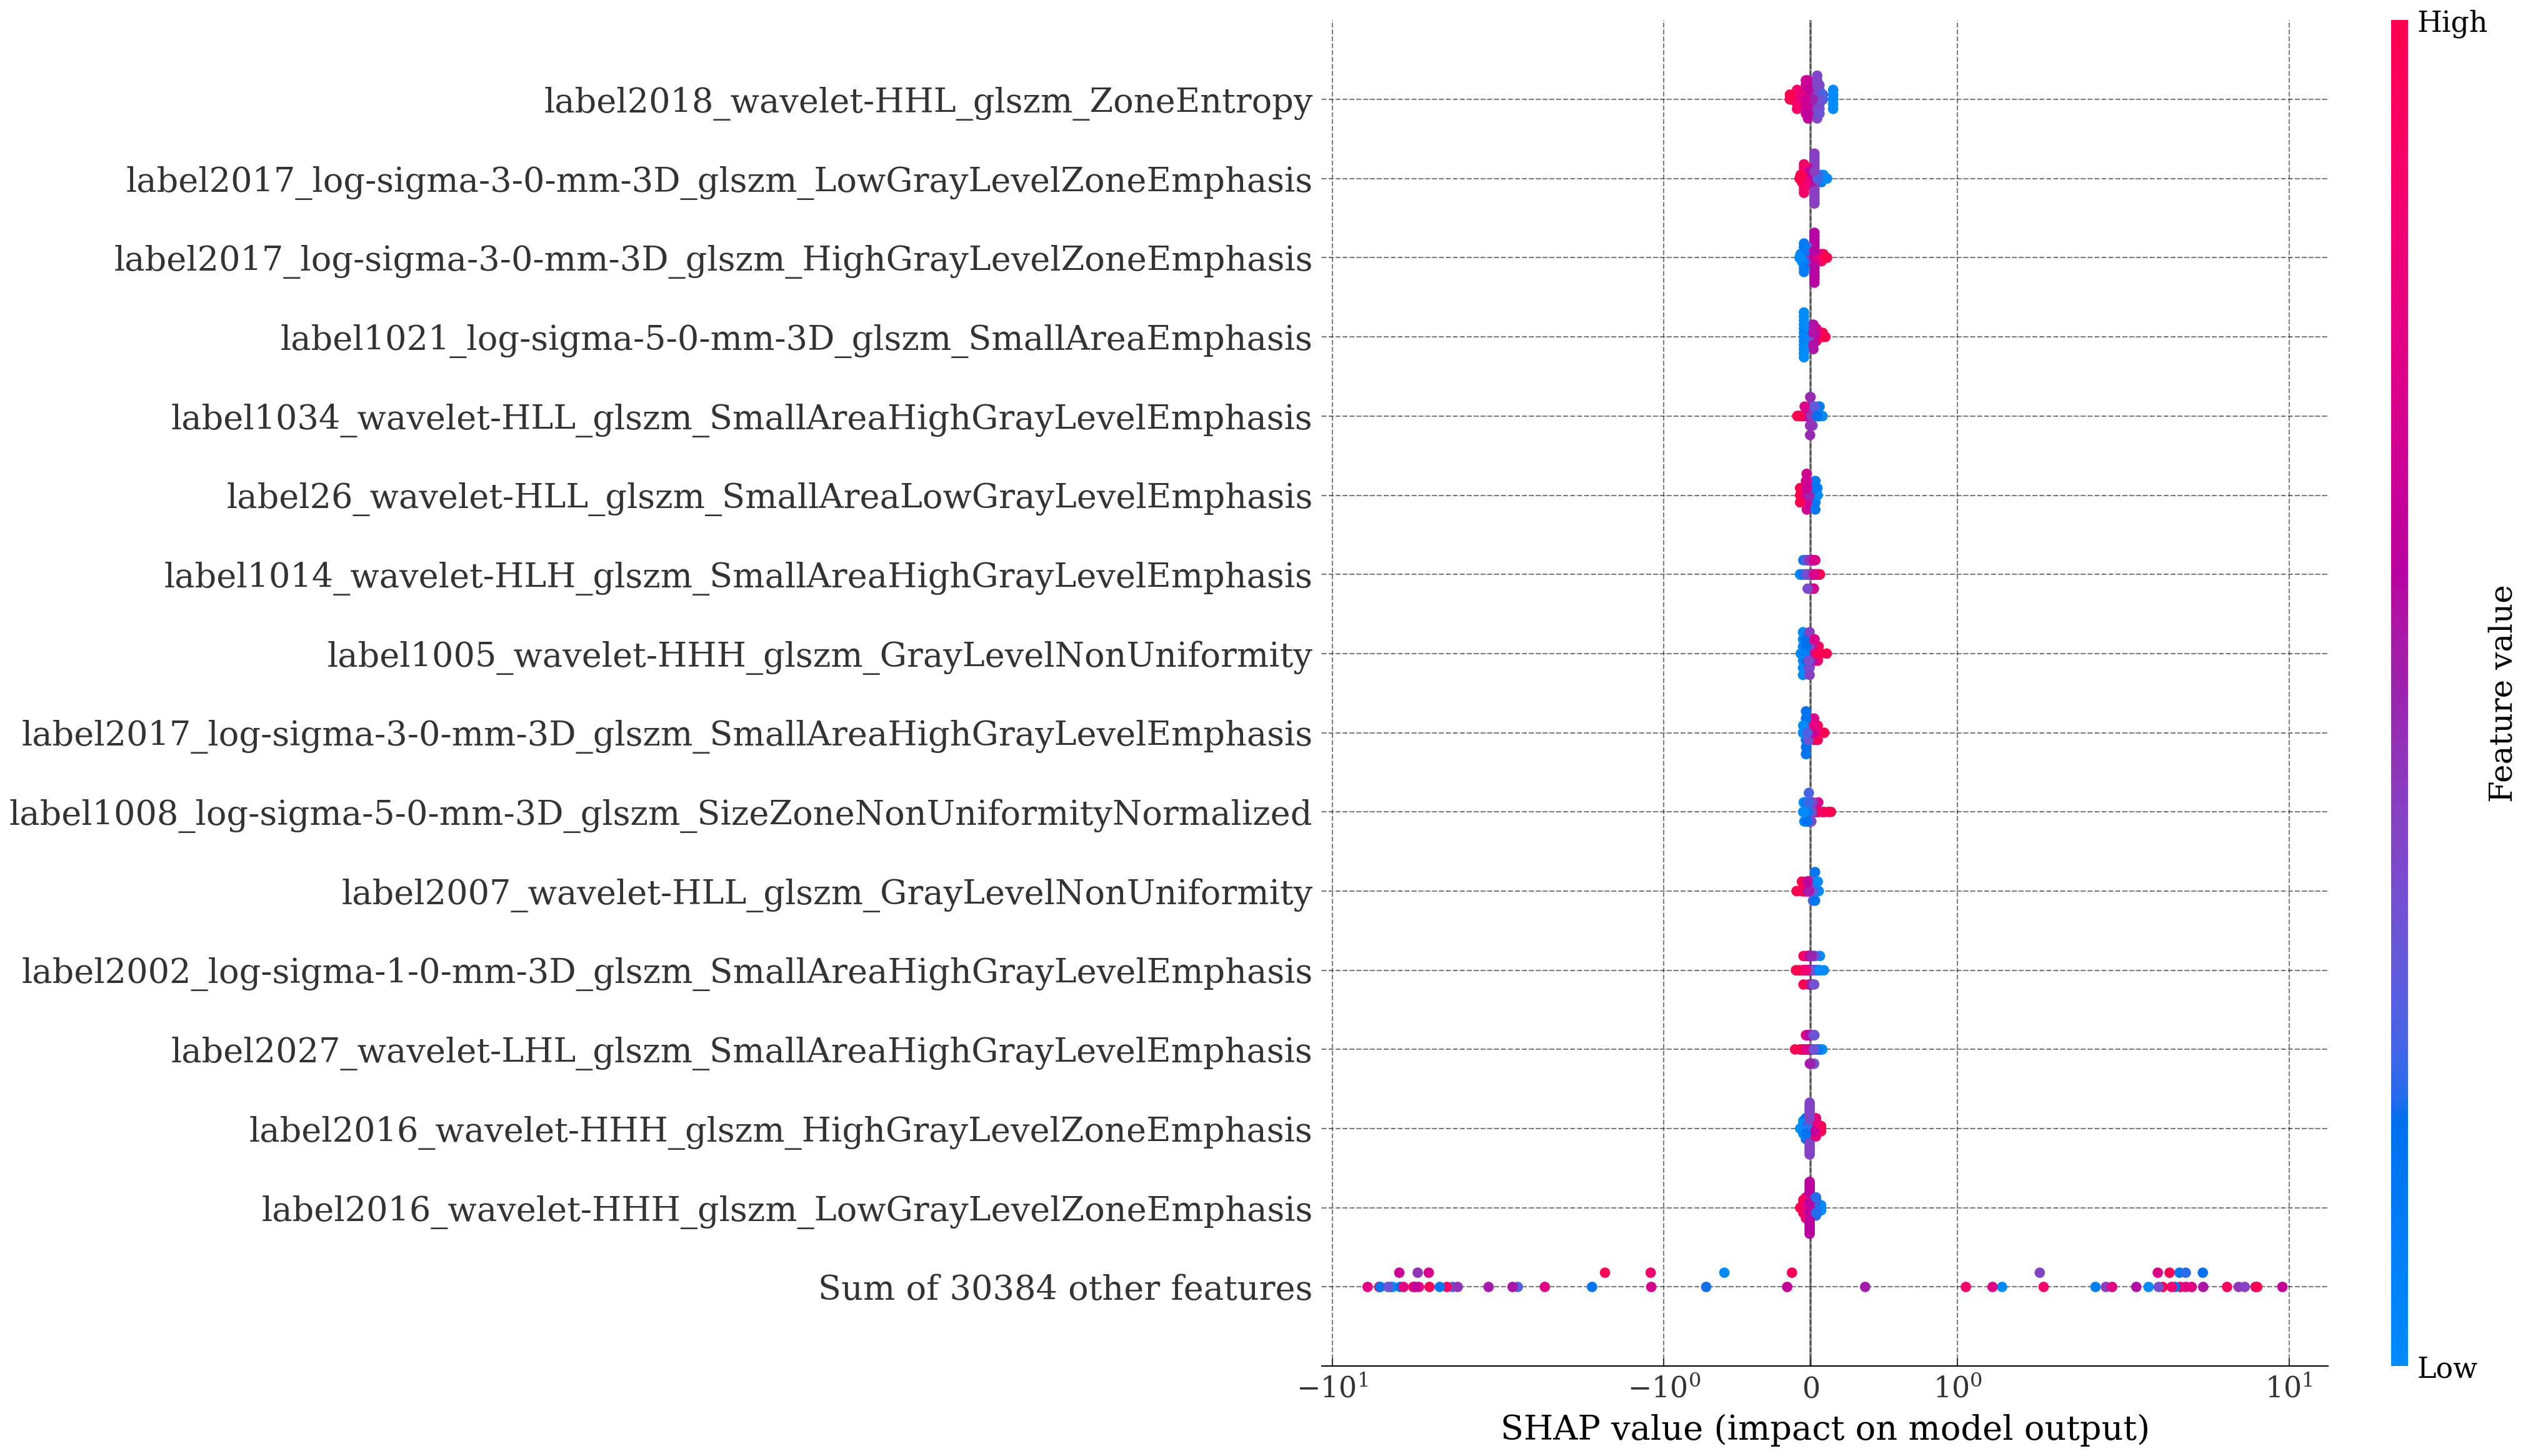 High
label2018_wavelet-HHL_glszm_ZoneEntropy
label2017_log-sigma-3-0-mm-3D_glszm_LowGrayLevelZoneEmphasis
label2017_log-sigma-3-0-mm-3D_glszm_HighGrayLevelZoneEmphasis
label1021_log-sigma-5-0-mm-3D_glszm_SmallAreaEmphasis
label1034_wavelet-HLL_glszm_SmallAreaHighGrayLevelEmphasis
label26_wavelet-HLL_glszm_SmallAreaLowGrayLevelEmphasis
label1014_wavelet-HLH_glszm_SmallAreaHighGrayLevelEmphasis
label1005_wavelet-HHH_glszm_GrayLevelNonUniformity
label2017_log-sigma-3-0-mm-3D_glszm_SmallAreaHighGrayLevelEmphasis
label1008_log-sigma-5-0-mm-3D_glszm_SizeZoneNonUniformityNormalized
label2007_wavelet-HLL_glszm_GrayLevelNonUniformity
label2002_log-sigma-1-0-mm-3D_glszm_SmallAreaHighGrayLevelEmphasis
label2027_wavelet-LHL_glszm_SmallAreaHighGrayLevelEmphasis
label2016_wavelet-HHH_glszm_HighGrayLevelZoneEmphasis
label2016_wavelet-HHH_glszm_LowGrayLevelZoneEmphasis
Sum of 30384 other features
Feature value
Low
−10¹ −10⁰ 0 10⁰ 10¹
SHAP value (impact on model output)